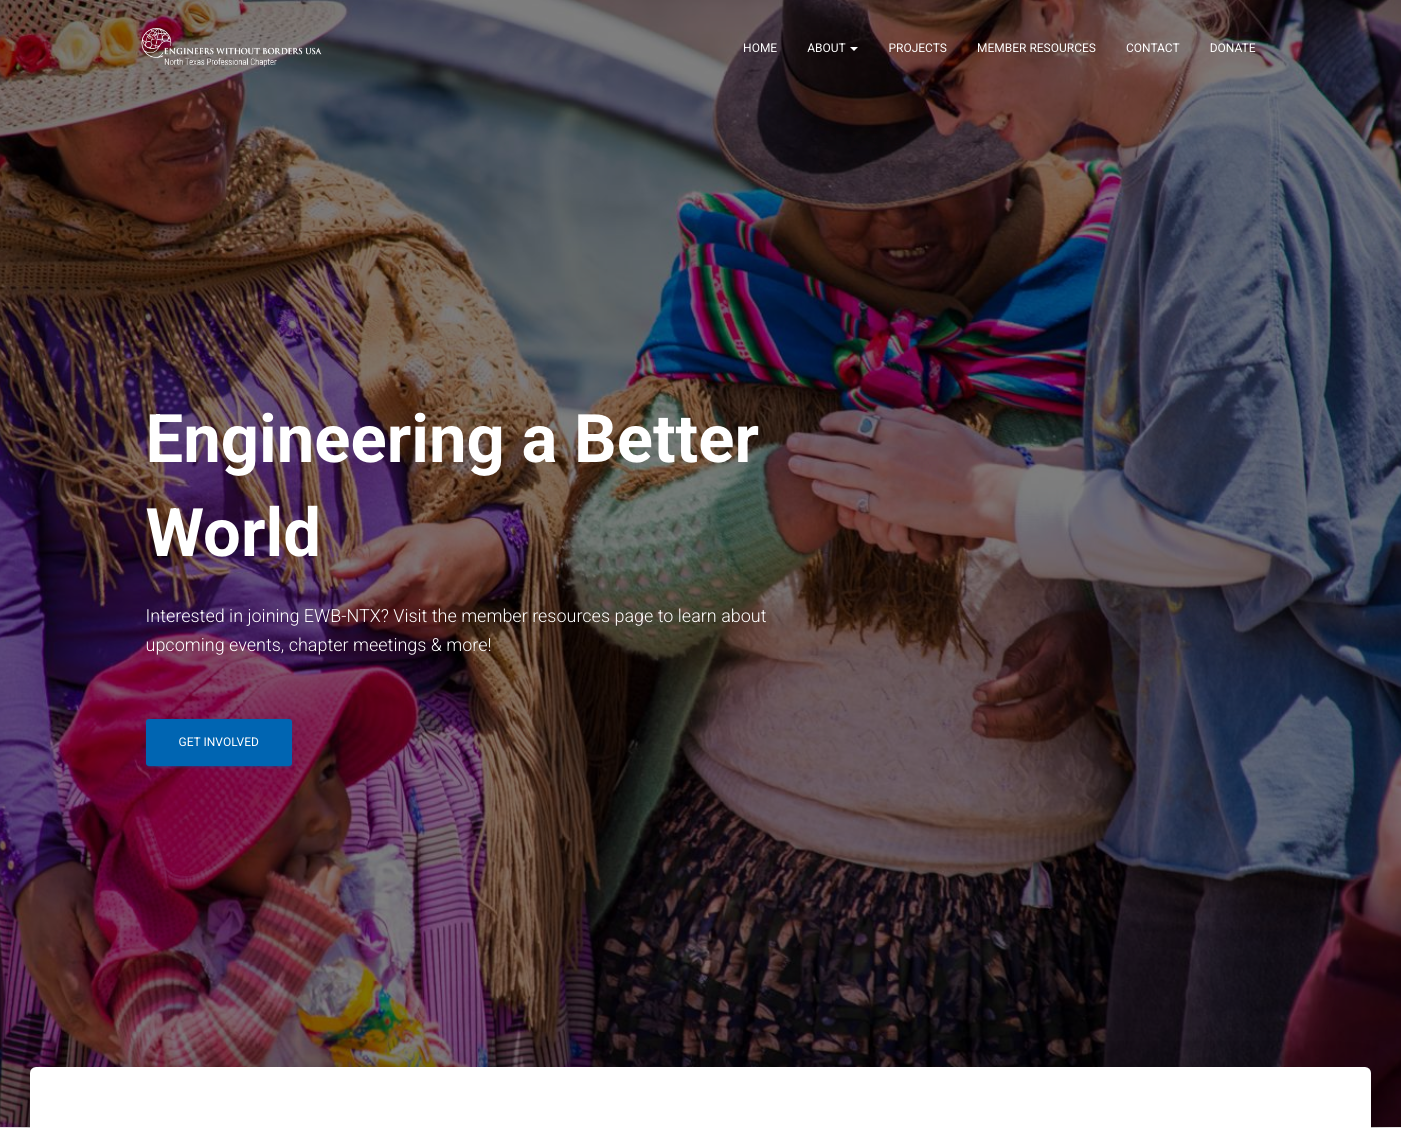 ENGINEERS WITHOUT BORDERS USA
North Texas Professional Chapter
HOME ABOUT PROJECTS MEMBER RESOURCES CONTACT DONATE
Engineering a Better
World
Interested in joining EWB-NTX? Visit the member resources page to learn about
upcoming events, chapter meetings & more!
GET INVOLVED